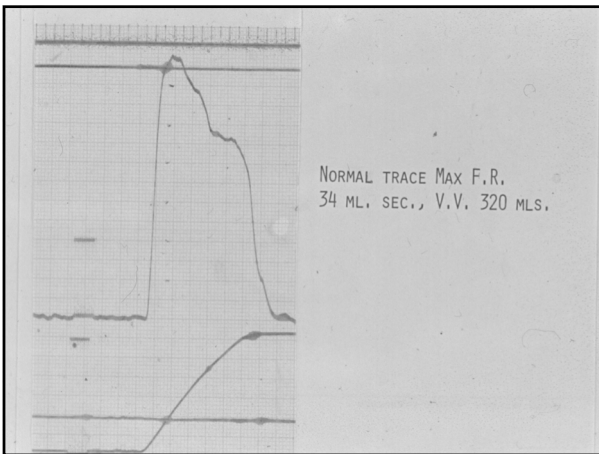 NORMAL TRACE MAX F.R.
34 ML. SEC., V.V. 320 MLS.